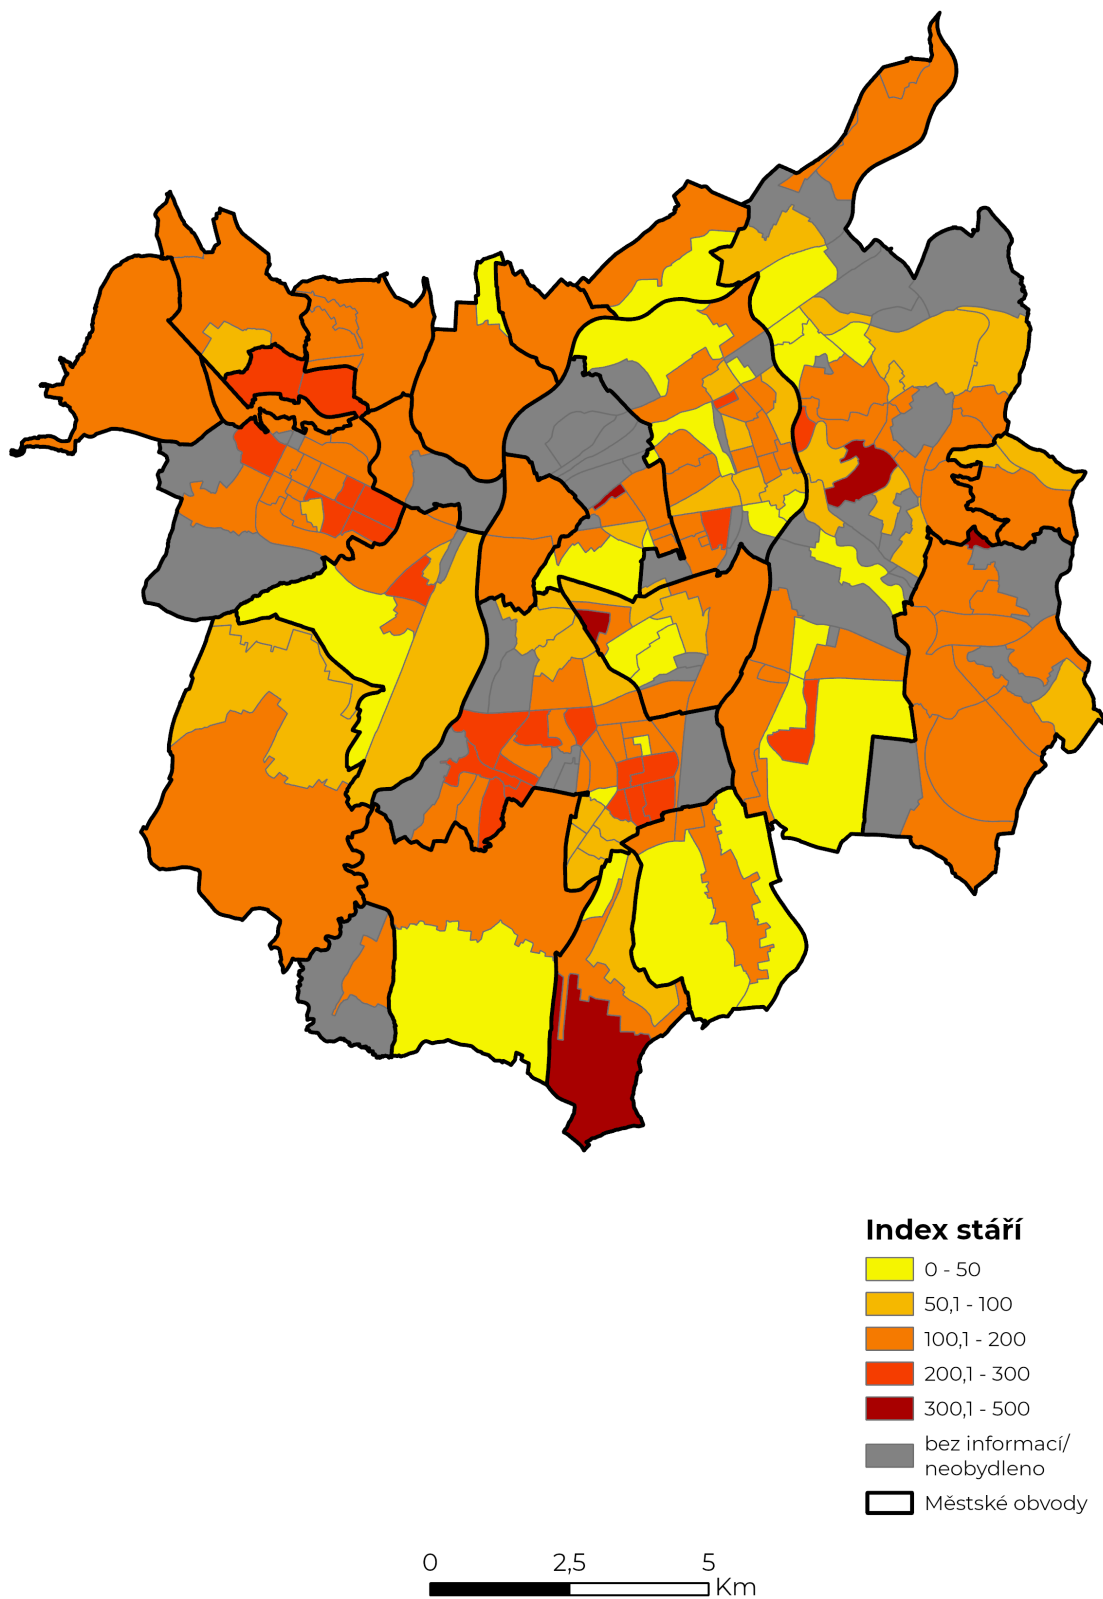 Index stáří
0 - 50
50,1 - 100
100,1 - 200
200,1 - 300
300,1 - 500
bez informací/
neobydleno
Městské obvody
0 2,5 5
Km